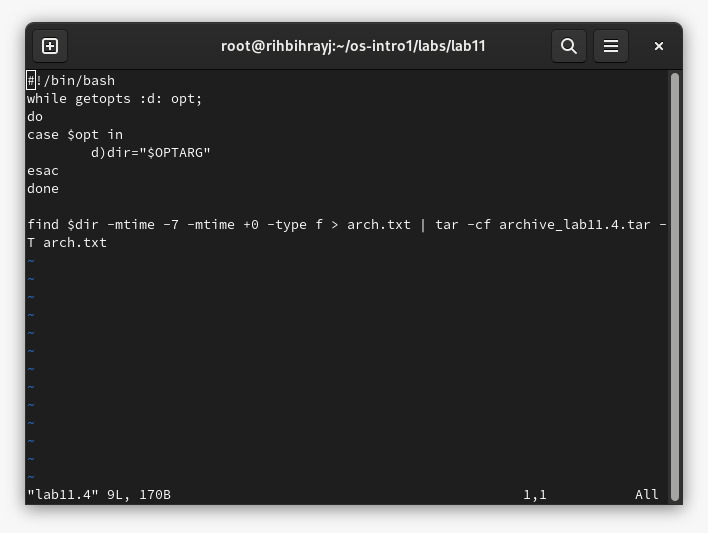 root@rihbihrayj:~/os-intro1/labs/lab11
#!/bin/bash
while getopts :d: opt;
do
case $opt in
        d)dir="$OPTARG"
esac
done

find $dir -mtime -7 -mtime +0 -type f > arch.txt | tar -cf archive_lab11.4.tar -
T arch.txt
~
~
~
~
~
~
~
~
~
~
~
~
~
"lab11.4" 9L, 170B                                            1,1           All